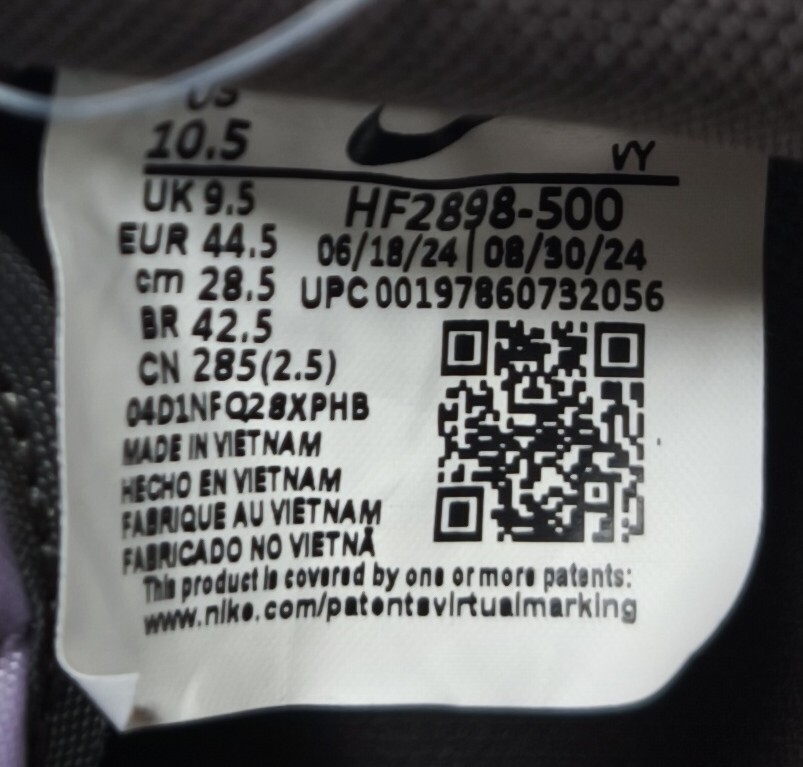 US
10.5
VY
UK 9.5
HF2898-500
EUR 44.5
06/18/24 | 08/30/24
cm 28.5
UPC 00197860732056
BR 42.5
CN 285(2.5)
04D1NFQ28XPHB
MADE IN VIETNAM
HECHO EN VIETNAM
FABRIQUE AU VIETNAM
FABRICADO NO VIETNÃ
This product is covered by one or more patents:
www.nike.com/patentsvirtualmarking